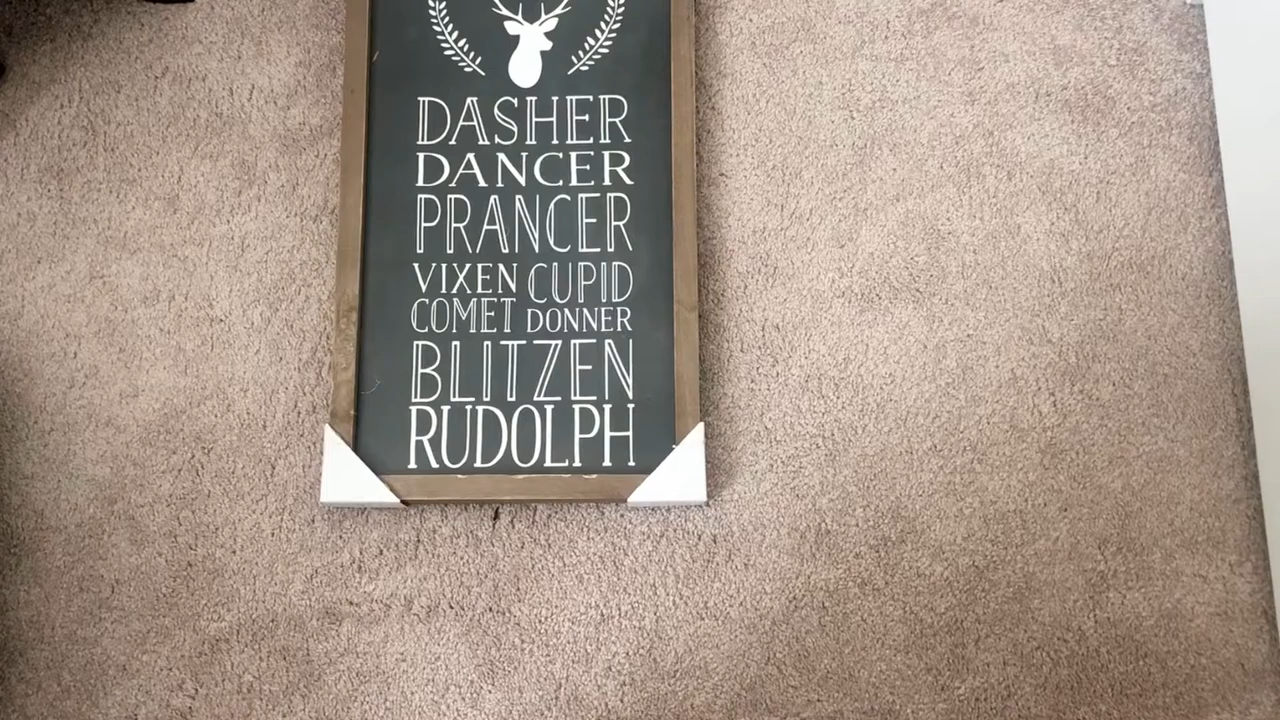 DASHER
DANCER
PRANCER
VIXEN CUPID
COMET DONNER
BLITZEN
RUDOLPH